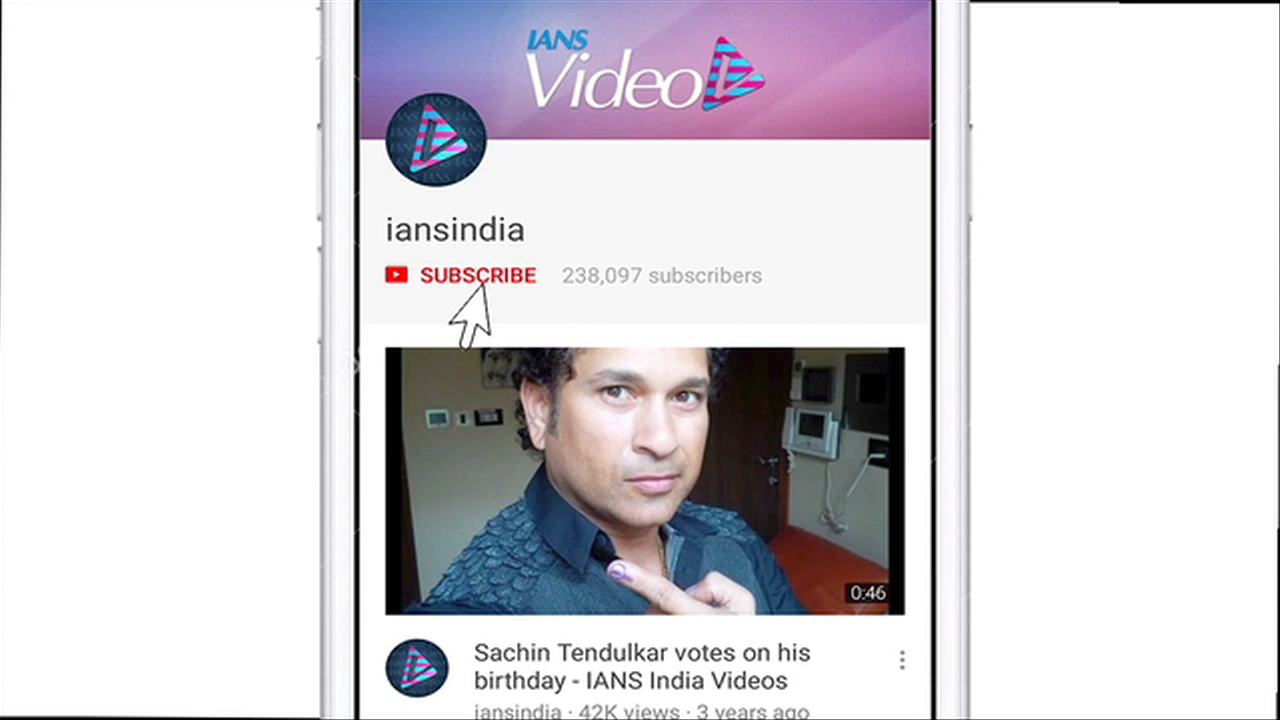 IANS
Video
iansindia
SUBSCRIBE 238,097 subscribers
0:46
Sachin Tendulkar votes on his
birthday - IANS India Videos
iansindia · 42K views · 3 years ago